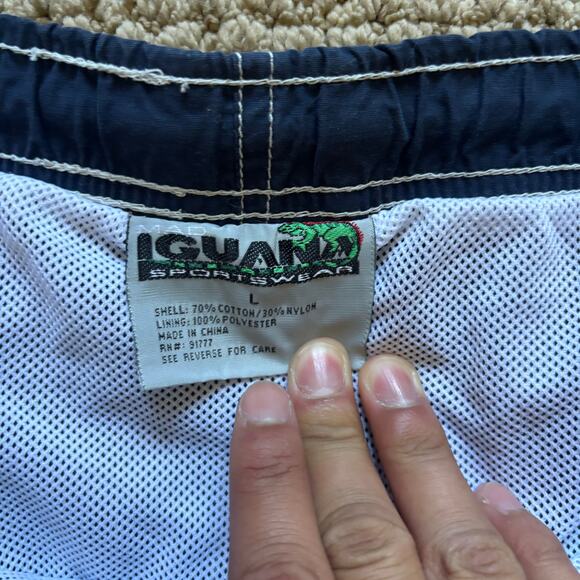 MAD
IGUANA
SPORTSWEAR
L
SHELL: 70% COTTON/30% NYLON
LINING: 100% POLYESTER
MADE IN CHINA
RN#: 91777
SEE REVERSE FOR CARE